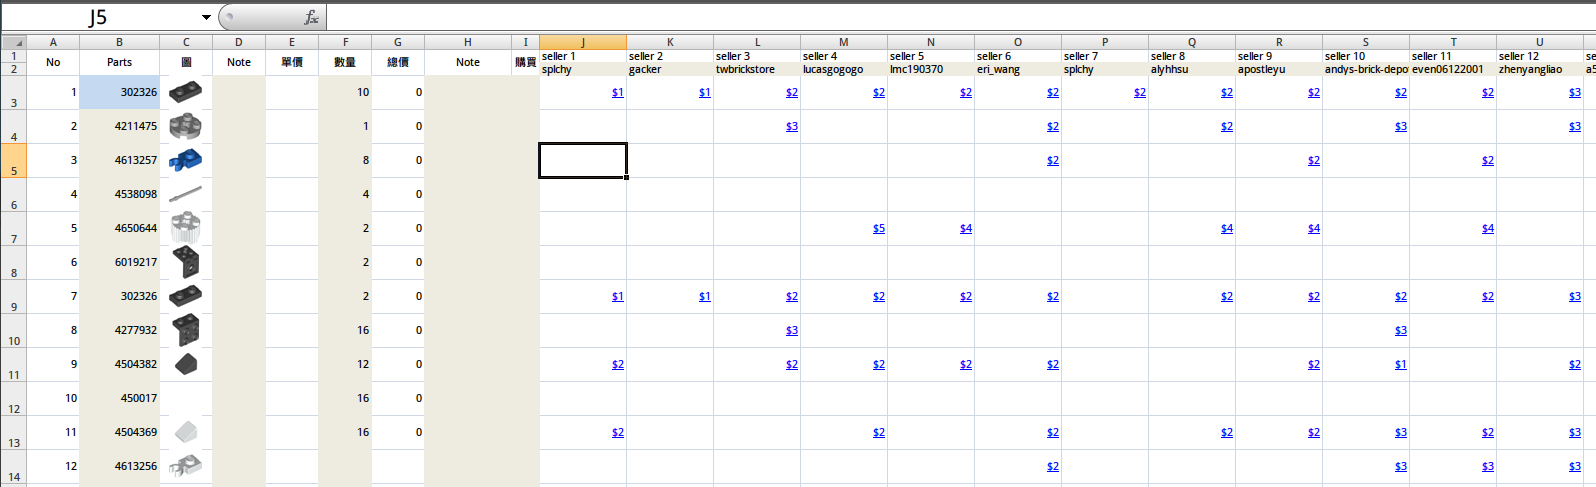 J5 fx
A B C D E F G H I J K L M N O P Q R S T U
1 seller 1 seller 2 seller 3 seller 4 seller 5 seller 6 seller 7 seller 8 seller 9 seller 10 seller 11 seller 12 se
No Parts 圖 Note 單價 數量 總價 Note 購買
2 splchy gacker twbrickstore lucasgogogo lmc190370 eri_wang splchy alyhhsu apostleyu andys-brick-depo even06122001 zhenyangliao a5
3 1 302326 10 0 $1 $1 $2 $2 $2 $2 $2 $2 $2 $2 $2 $3
4 2 4211475 1 0 $3 $2 $2 $3 $3
5 3 4613257 8 0 $2 $2 $2
6 4 4538098 4 0
7 5 4650644 2 0 $5 $4 $4 $4 $4
8 6 6019217 2 0
9 7 302326 2 0 $1 $1 $2 $2 $2 $2 $2 $2 $2 $2 $3
10 8 4277932 16 0 $3 $3
11 9 4504382 12 0 $2 $2 $2 $2 $2 $2 $1 $2
12 10 450017 16 0
13 11 4504369 16 0 $2 $2 $2 $2 $2 $3 $2 $3
14 12 4613256 0 $2 $3 $3 $3